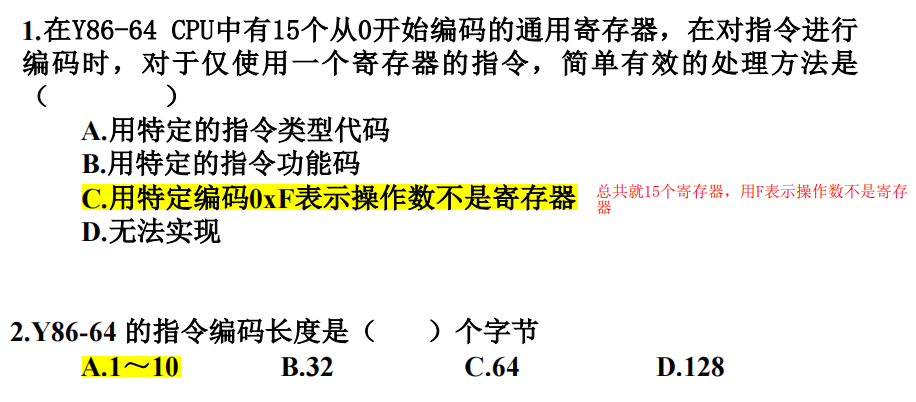 1.在Y86-64 CPU中有15个从0开始编码的通用寄存器，在对指令进行
编码时，对于仅使用一个寄存器的指令，简单有效的处理方法是
（ ）
A.用特定的指令类型代码
B.用特定的指令功能码
C.用特定编码0xF表示操作数不是寄存器
总共就15个寄存器，用F表示操作数不是寄存
器
D.无法实现
2.Y86-64 的指令编码长度是（ ）个字节
A.1～10 B.32 C.64 D.128